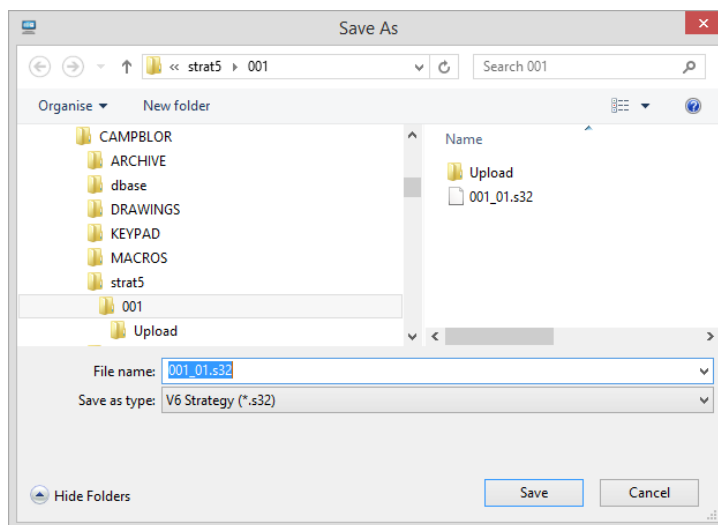 Save As
« strat5 › 001
Search 001
Organise
New folder
CAMPBLOR
ARCHIVE
dbase
DRAWINGS
KEYPAD
MACROS
strat5
001
Upload
Name
Upload
001_01.s32
File name: 001_01.s32
Save as type: V6 Strategy (*.s32)
Hide Folders
Save
Cancel